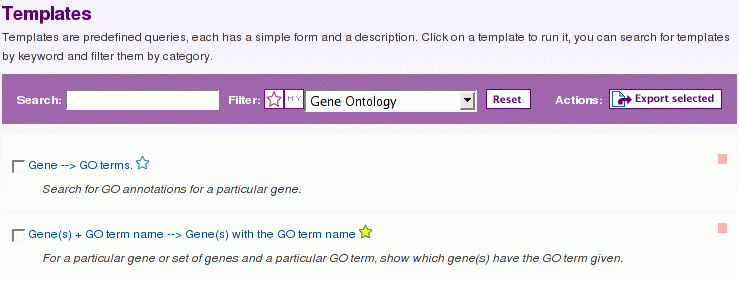 Templates
Templates are predefined queries, each has a simple form and a description. Click on a template to run it, you can search for templates
by keyword and filter them by category.
Search: Filter: MY Gene Ontology Reset Actions: Export selected
Gene --> GO terms.
Search for GO annotations for a particular gene.
Gene(s) + GO term name --> Gene(s) with the GO term name
For a particular gene or set of genes and a particular GO term, show which gene(s) have the GO term given.